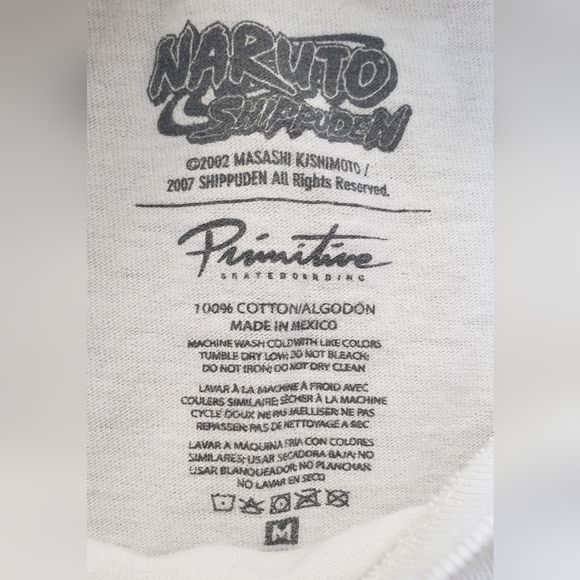 NARUTO
SHIPPUDEN
©2002 MASASHI KISHIMOTO /
2007 SHIPPUDEN All Rights Reserved.
Primitive
SKATEBOARDING
100% COTTON/ALGODÓN
MADE IN MEXICO
MACHINE WASH COLD WITH LIKE COLORS
TUMBLE DRY LOW; DO NOT BLEACH;
DO NOT IRON; DO NOT DRY CLEAN
LAVAR À LA MACHINE À FROID AVEC
COULERS SIMILAIRE; SÈCHER À LA MACHINE
CYCLE DOUX NE PAS JAELLISER; NE PAS
REPASSER; PAS DE NETTOYAGE A SEC
LAVAR A MÁQUINA FRIA CON COLORES
SIMILARES; USAR SECADORA BAJA; NO
USAR BLANQUEADOR; NO PLANCHAR;
NO LAVAR EN SECO
M